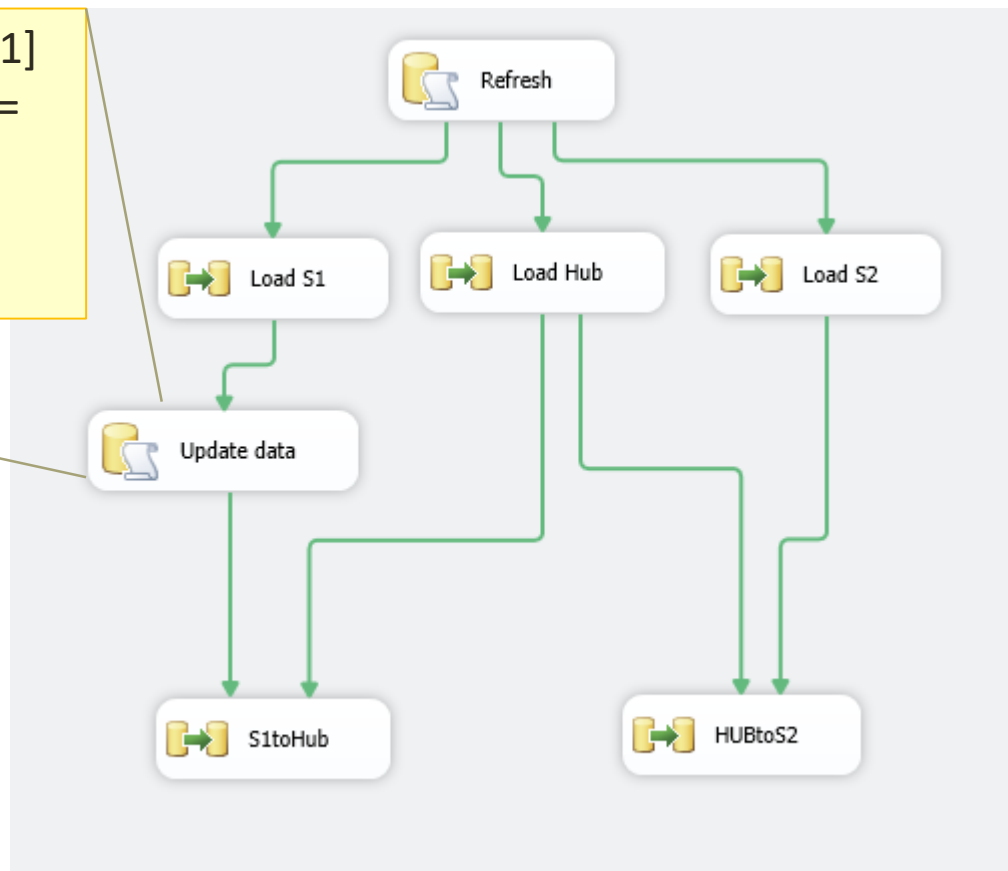 1]
=
Refresh
Load S1
Load Hub
Load S2
Update data
S1toHub
HUBtoS2